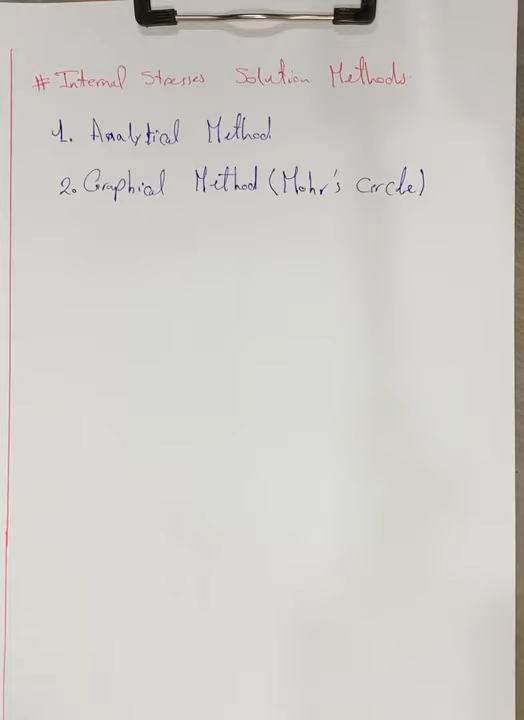 # Internal Stresses Solution Methods
1. Analytical Method
2. Graphical Method (Mohr's Circle)